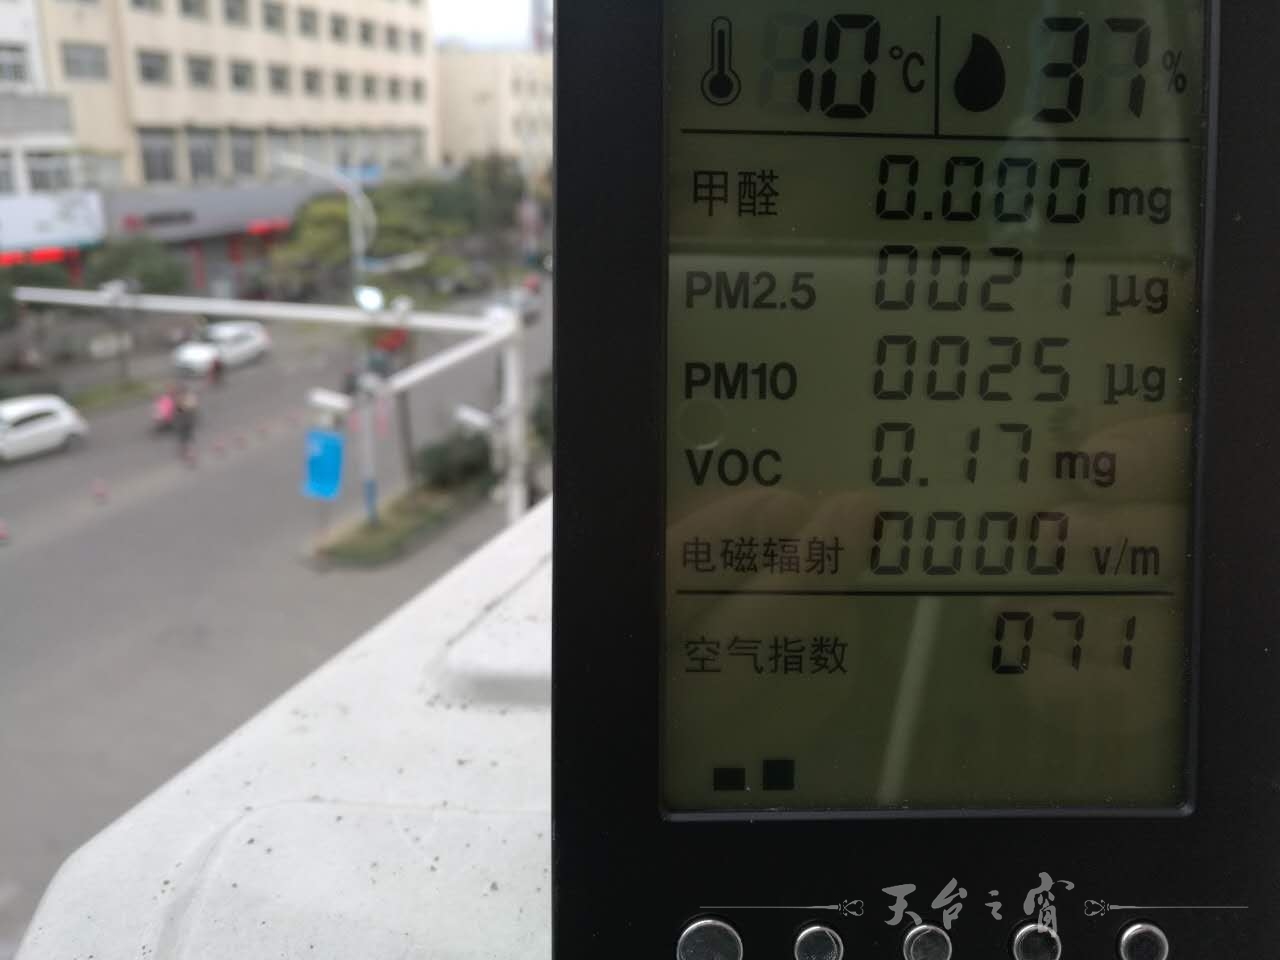 10 °C 37 %
甲醛 0.000 mg
PM2.5 0021 μg
PM10 0025 μg
VOC 0.17 mg
电磁辐射 0000 v/m
空气指数 071
天台之窗